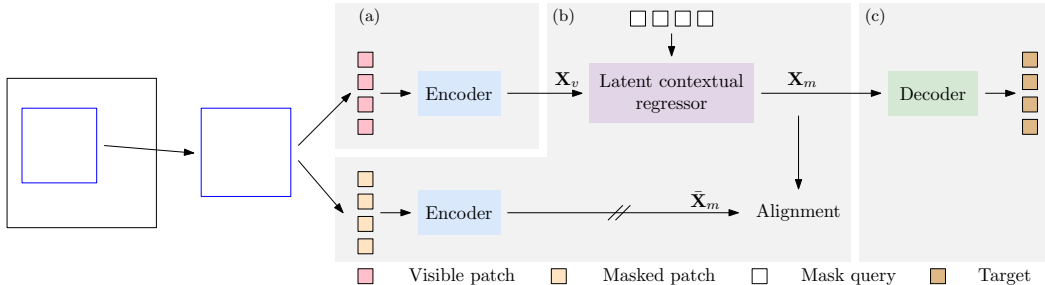 (a)
(b)
(c)
Encoder
X_v
Latent contextual
regressor
X_m
Decoder
Encoder
X̄_m
Alignment
Visible patch
Masked patch
Mask query
Target